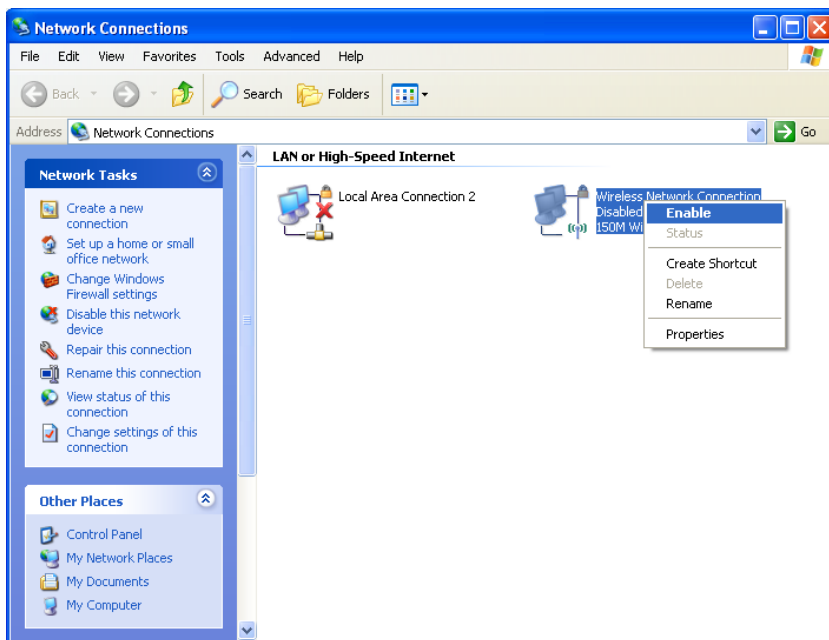 Network Connections
File Edit View Favorites Tools Advanced Help
Back Search Folders
Address Network Connections Go
Network Tasks
Create a new
connection
Set up a home or small
office network
Change Windows
Firewall settings
Disable this network
device
Repair this connection
Rename this connection
View status of this
connection
Change settings of this
connection
Other Places
Control Panel
My Network Places
My Documents
My Computer
LAN or High-Speed Internet
Local Area Connection 2
Wireless Network Connection
Disabled
150M Wi
Enable
Status
Create Shortcut
Delete
Rename
Properties